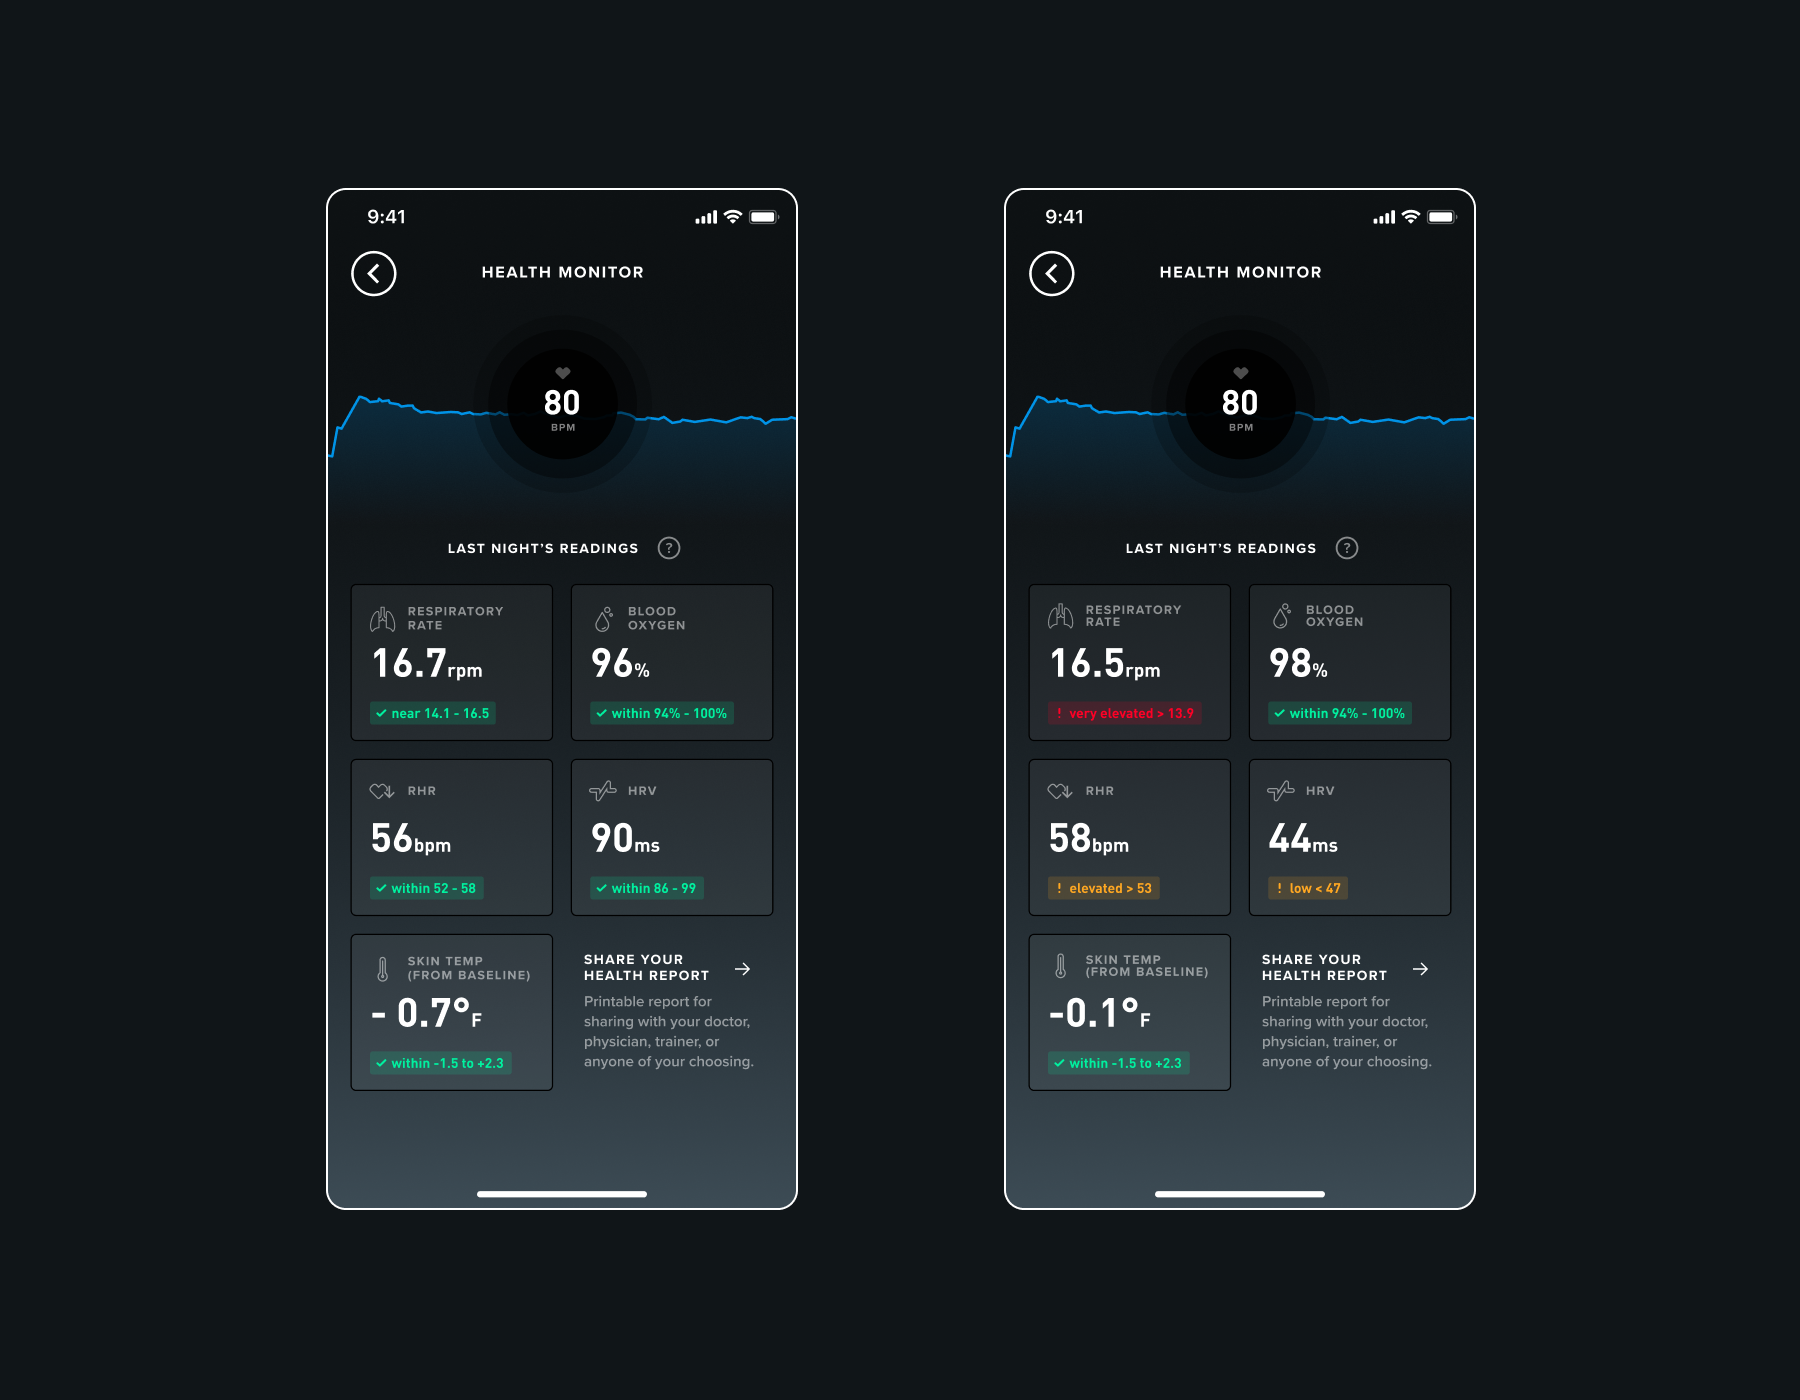 9:41
HEALTH MONITOR
80
BPM
LAST NIGHT'S READINGS ?
RESPIRATORY
RATE
16.7rpm
near 14.1 - 16.5
BLOOD
OXYGEN
96%
within 94% - 100%
RHR
56bpm
within 52 - 58
HRV
90ms
within 86 - 99
SKIN TEMP
(FROM BASELINE)
- 0.7°F
within -1.5 to +2.3
SHARE YOUR
HEALTH REPORT
Printable report for
sharing with your doctor,
physician, trainer, or
anyone of your choosing.
9:41
HEALTH MONITOR
80
BPM
LAST NIGHT'S READINGS ?
RESPIRATORY
RATE
16.5rpm
! very elevated > 13.9
BLOOD
OXYGEN
98%
within 94% - 100%
RHR
58bpm
! elevated > 53
HRV
44ms
! low < 47
SKIN TEMP
(FROM BASELINE)
-0.1°F
within -1.5 to +2.3
SHARE YOUR
HEALTH REPORT
Printable report for
sharing with your doctor,
physician, trainer, or
anyone of your choosing.